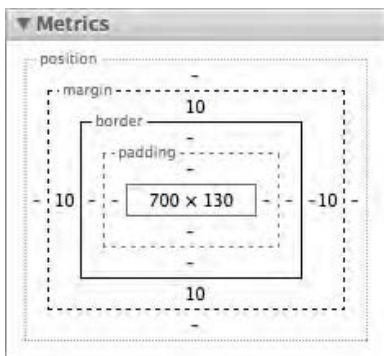 ▼ Metrics
position
-
margin
10
border
-
padding
-
- 10 - - 700 × 130 - - -10 -
-
-
10
-